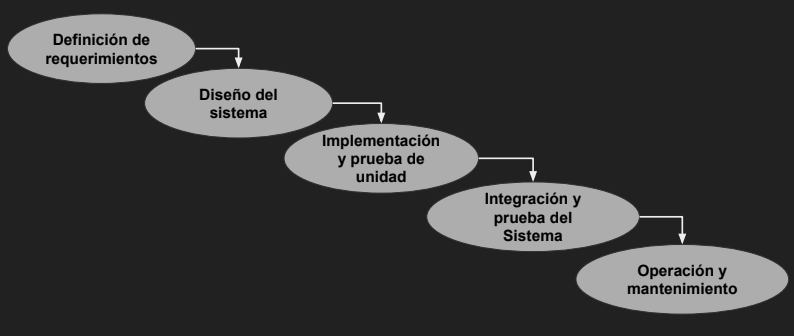 Definición de
requerimientos
Diseño del
sistema
Implementación
y prueba de
unidad
Integración y
prueba del
Sistema
Operación y
mantenimiento